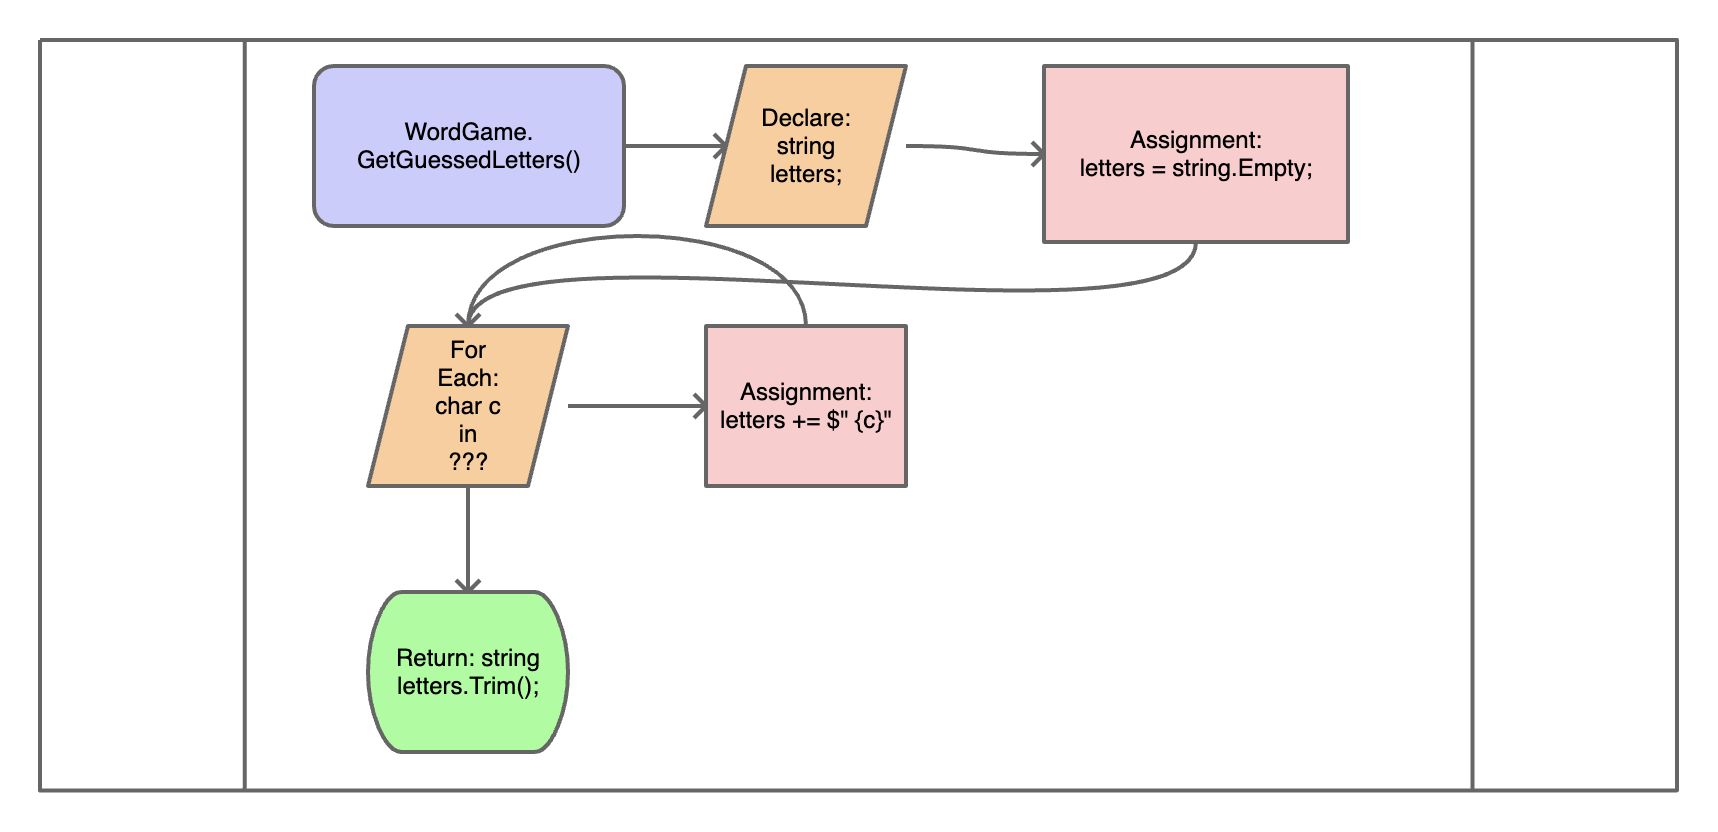 WordGame.
GetGuessedLetters()
Declare:
string
letters;
Assignment:
letters = string.Empty;
For
Each:
char c
in
???
Assignment:
letters += $" {c}"
Return: string
letters.Trim();